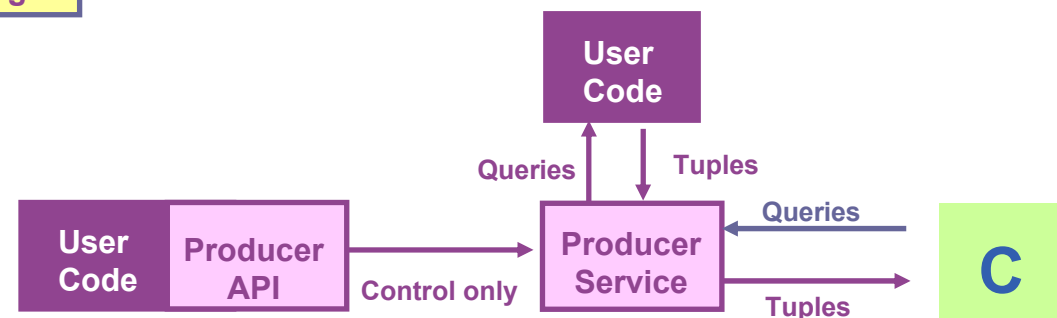 g
User
Code
Queries
Tuples
User
Code
Producer
API
Control only
Producer
Service
Queries
Tuples
C